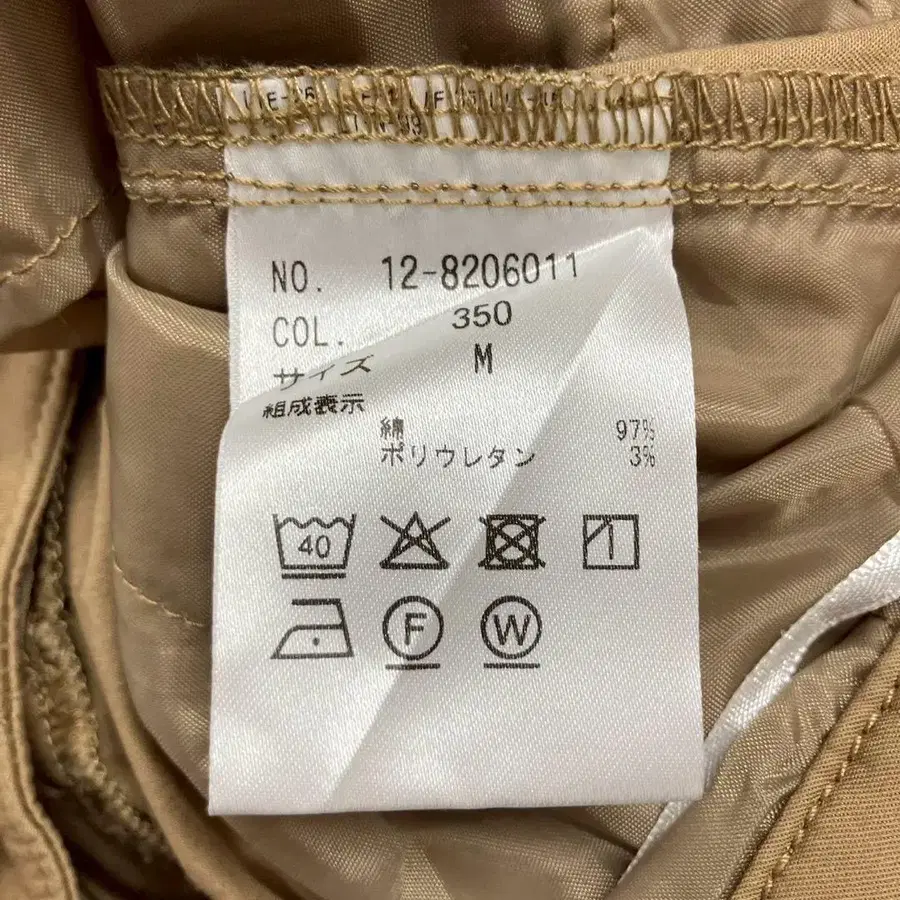 NO. 12-8206011
COL. 350
サイズ M
組成表示
綿 97%
ポリウレタン 3%
40
F W